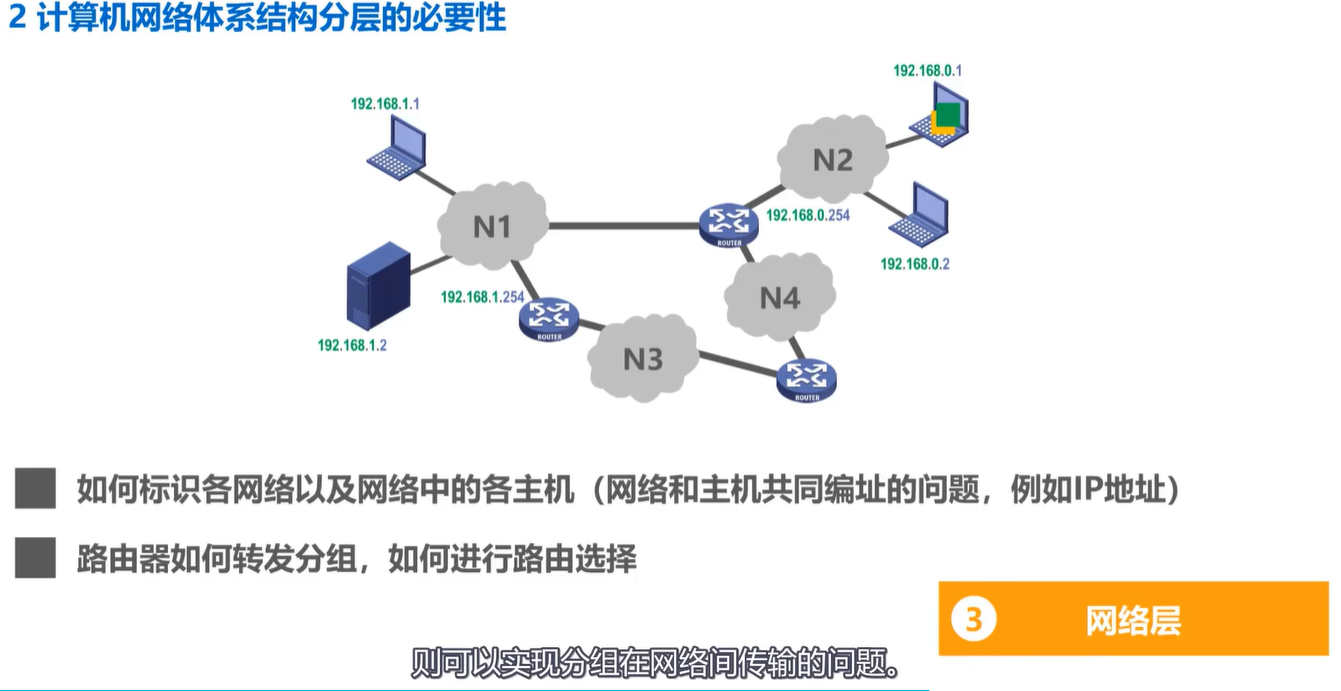 2 计算机网络体系结构分层的必要性
192.168.0.1
192.168.1.1
N2
N1
192.168.0.254
ROUTER
192.168.0.2
N4
192.168.1.254
ROUTER
192.168.1.2
N3
ROUTER
如何标识各网络以及网络中的各主机（网络和主机共同编址的问题，例如IP地址）
路由器如何转发分组，如何进行路由选择
3 网络层
则可以实现分组在网络间传输的问题。